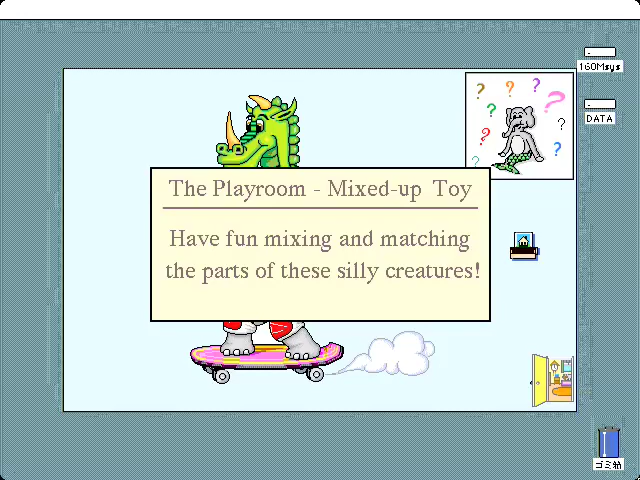 160Msys
DATA
The Playroom - Mixed-up Toy
Have fun mixing and matching
the parts of these silly creatures!
ゴミ箱